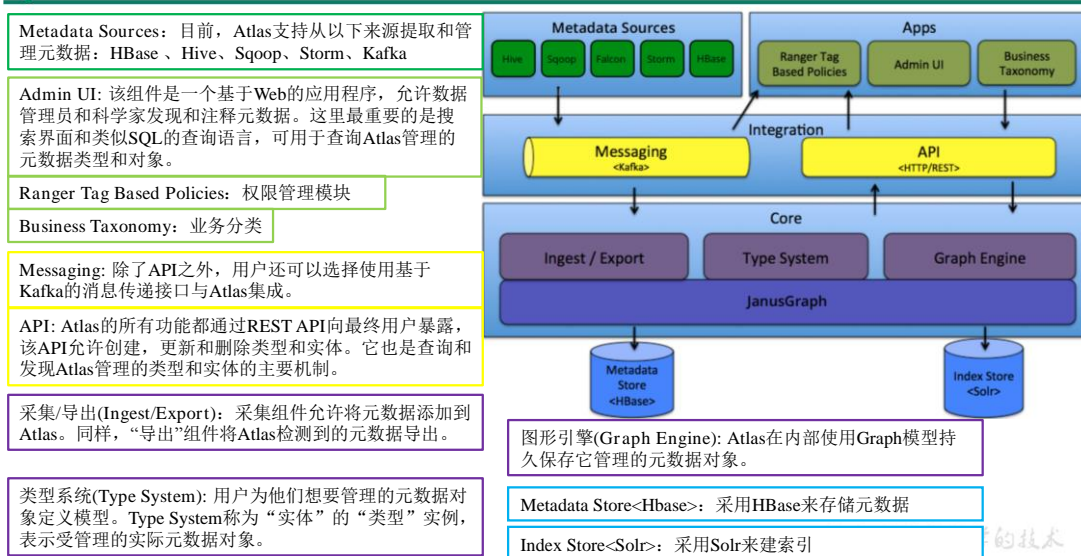 Metadata Sources：目前，Atlas支持从以下来源提取和管
理元数据：HBase 、Hive、Sqoop、Storm、Kafka
Admin UI: 该组件是一个基于Web的应用程序，允许数据
管理员和科学家发现和注释元数据。这里最重要的是搜
索界面和类似SQL的查询语言，可用于查询Atlas管理的
元数据类型和对象。
Ranger Tag Based Policies：权限管理模块
Business Taxonomy：业务分类
Messaging: 除了API之外，用户还可以选择使用基于
Kafka的消息传递接口与Atlas集成。
API: Atlas的所有功能都通过REST API向最终用户暴露，
该API允许创建，更新和删除类型和实体。它也是查询和
发现Atlas管理的类型和实体的主要机制。
采集/导出(Ingest/Export)：采集组件允许将元数据添加到
Atlas。同样，“导出”组件将Atlas检测到的元数据导出。
类型系统(Type System): 用户为他们想要管理的元数据对
象定义模型。Type System称为“实体”的“类型”实例，
表示受管理的实际元数据对象。
Metadata Sources
Hive
Sqoop
Falcon
Storm
HBase
Apps
Ranger Tag
Based Policies
Admin UI
Business
Taxonomy
Integration
Messaging
<Kafka>
API
<HTTP/REST>
Core
Ingest / Export
Type System
Graph Engine
JanusGraph
Metadata
Store
<HBase>
Index Store
<Solr>
图形引擎(Graph Engine): Atlas在内部使用Graph模型持
久保存它管理的元数据对象。
Metadata Store<Hbase>：采用HBase来存储元数据
Index Store<Solr>：采用Solr来建索引
的技术